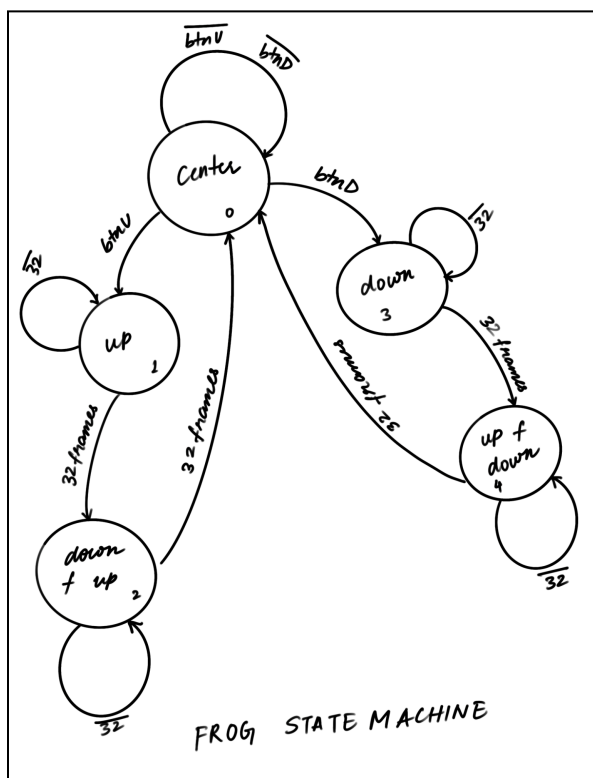 btnU btnD
center
0
btnD
btnU
32
32
down
3
up
1
32 frames
32 frames
32 frames
32 frames
up f
down
4
down
f up
2
32
32
FROG STATE MACHINE